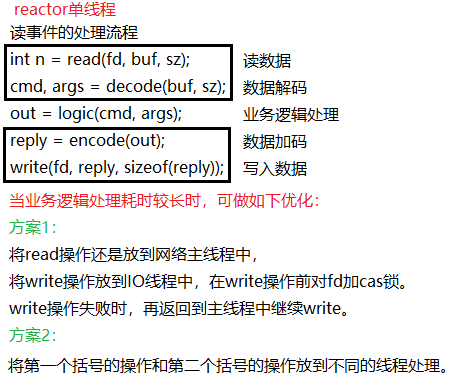 reactor单线程
读事件的处理流程
int n = read(fd, buf, sz); 读数据
cmd, args = decode(buf, sz); 数据解码
out = logic(cmd, args); 业务逻辑处理
reply = encode(out); 数据加码
write(fd, reply, sizeof(reply)); 写入数据
当业务逻辑处理耗时较长时，可做如下优化：
方案1：
将read操作还是放到网络主线程中，
将write操作放到IO线程中，在write操作前对fd加cas锁。
write操作失败时，再返回到主线程中继续write。
方案2：
将第一个括号的操作和第二个括号的操作放到不同的线程处理。